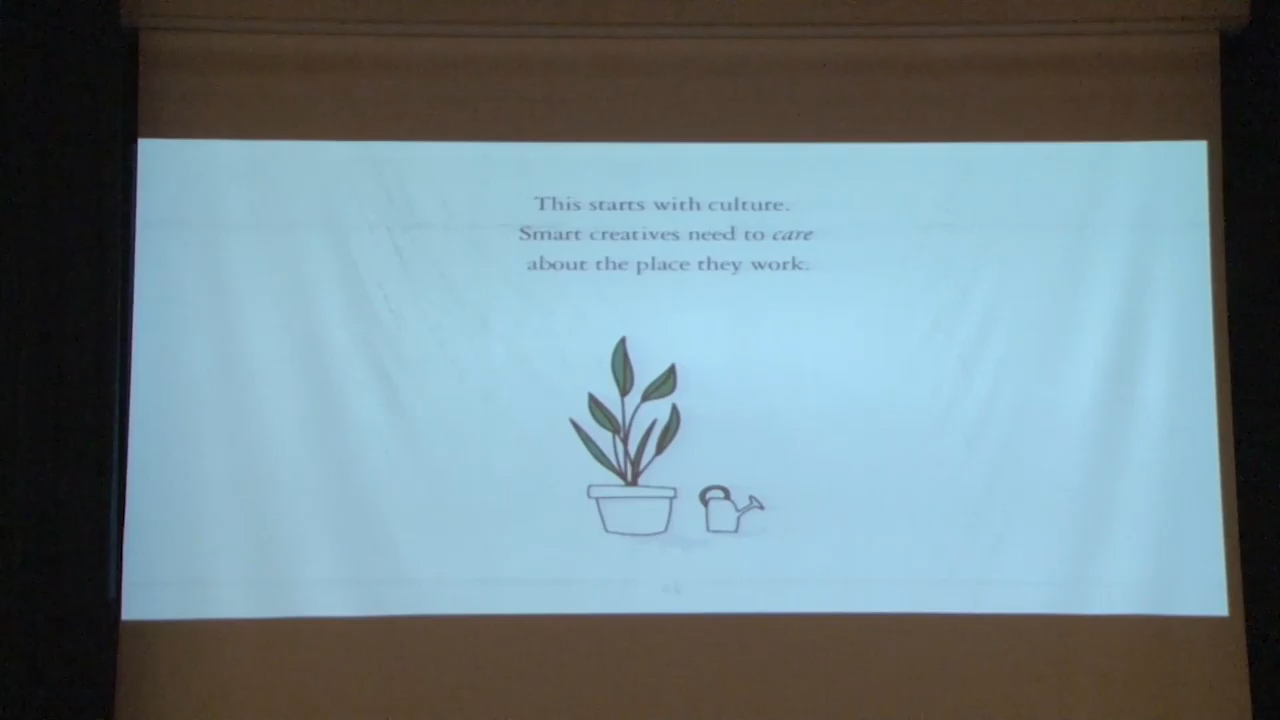 This starts with culture.
Smart creatives need to care
about the place they work.